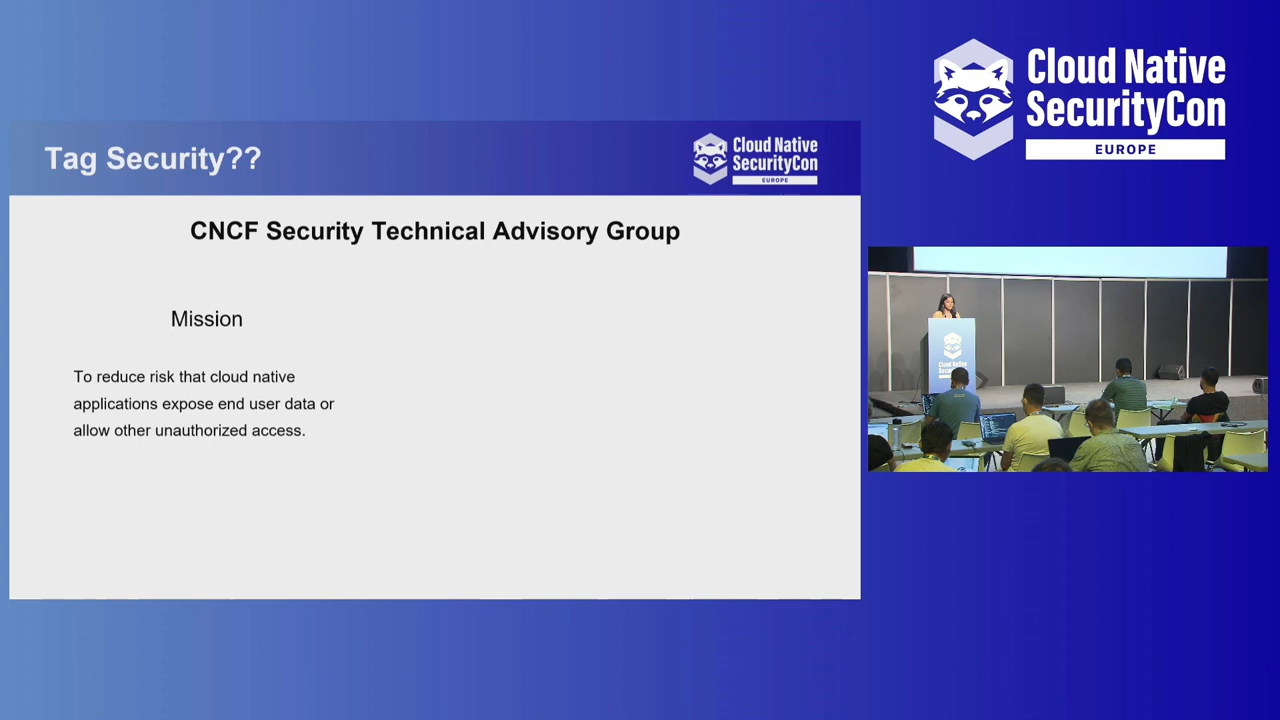 Cloud Native
SecurityCon
EUROPE
Tag Security??
Cloud Native
SecurityCon
EUROPE
CNCF Security Technical Advisory Group
Mission
To reduce risk that cloud native
applications expose end user data or
allow other unauthorized access.